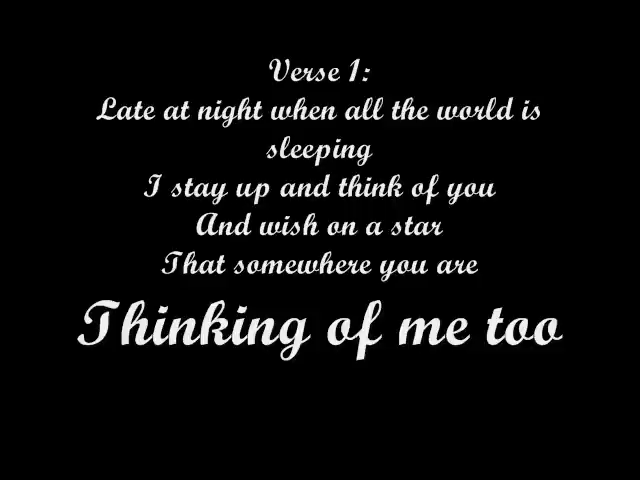 Verse 1:
Late at night when all the world is
sleeping
I stay up and think of you
And wish on a star
That somewhere you are
Thinking of me too